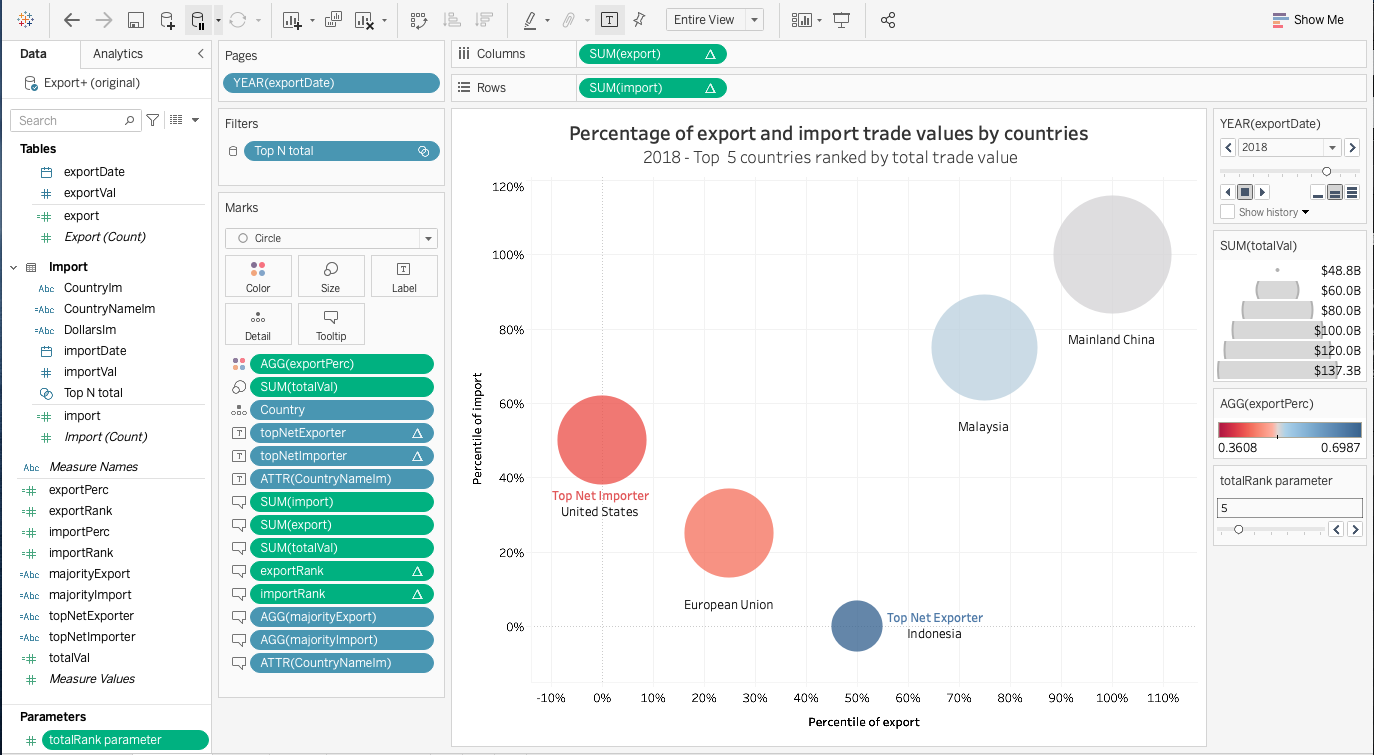 Entire View
Show Me
Data
Analytics
Export+ (original)
Search
Tables
exportDate
exportVal
export
Export (Count)
Import
CountryIm
CountryNameIm
DollarsIm
importDate
importVal
Top N total
import
Import (Count)
Measure Names
exportPerc
exportRank
importPerc
importRank
majorityExport
majorityImport
topNetExporter
topNetImporter
totalVal
Measure Values
Parameters
totalRank parameter
Pages
YEAR(exportDate)
Filters
Top N total
Marks
Circle
Color
Size
Label
Detail
Tooltip
AGG(exportPerc)
SUM(totalVal)
Country
topNetExporter
topNetImporter
ATTR(CountryNameIm)
SUM(import)
SUM(export)
SUM(totalVal)
exportRank
importRank
AGG(majorityExport)
AGG(majorityImport)
ATTR(CountryNameIm)
Columns
SUM(export)
Rows
SUM(import)
Percentage of export and import trade values by countries
2018 - Top 5 countries ranked by total trade value
Percentile of import
120%
100%
80%
60%
40%
20%
0%
Mainland China
Malaysia
Top Net Importer
United States
European Union
Top Net Exporter
Indonesia
-10%
0%
10%
20%
30%
40%
50%
60%
70%
80%
90%
100%
110%
Percentile of export
YEAR(exportDate)
2018
Show history
SUM(totalVal)
$48.8B
$60.0B
$80.0B
$100.0B
$120.0B
$137.3B
AGG(exportPerc)
0.3608
0.6987
totalRank parameter
5